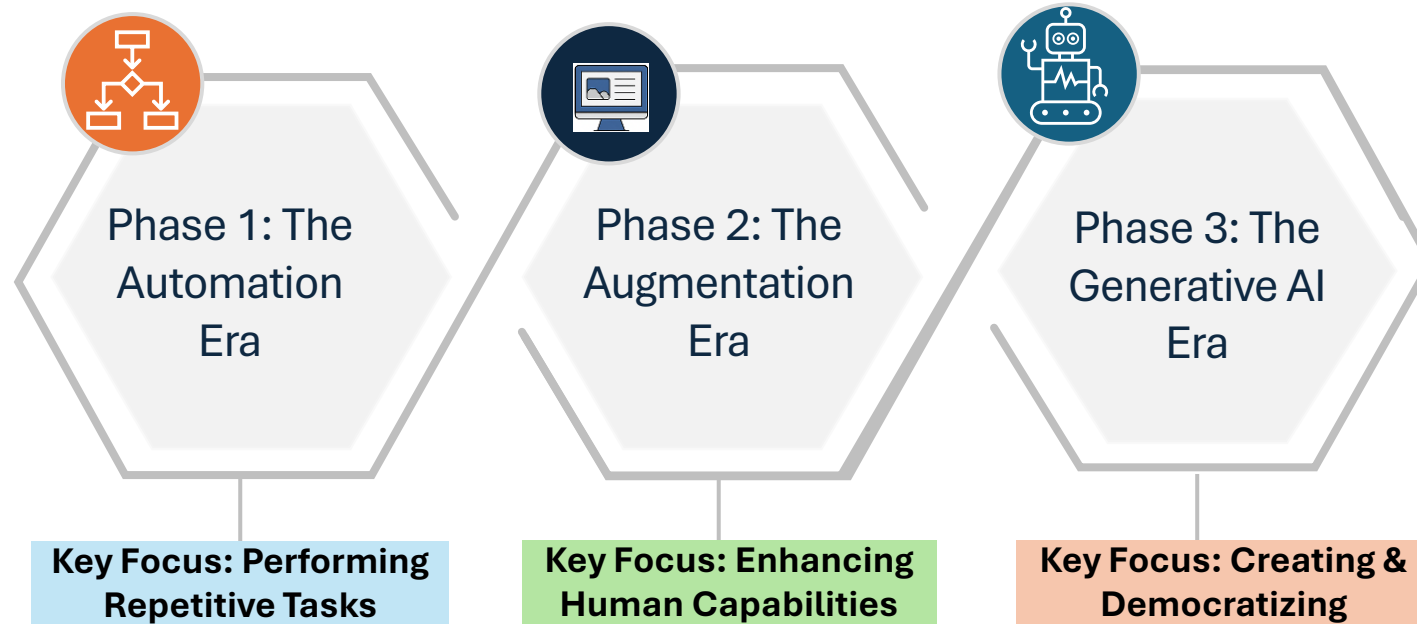 Phase 1: The
Automation
Era
Phase 2: The
Augmentation
Era
Phase 3: The
Generative AI
Era
Key Focus: Performing
Repetitive Tasks
Key Focus: Enhancing
Human Capabilities
Key Focus: Creating &
Democratizing